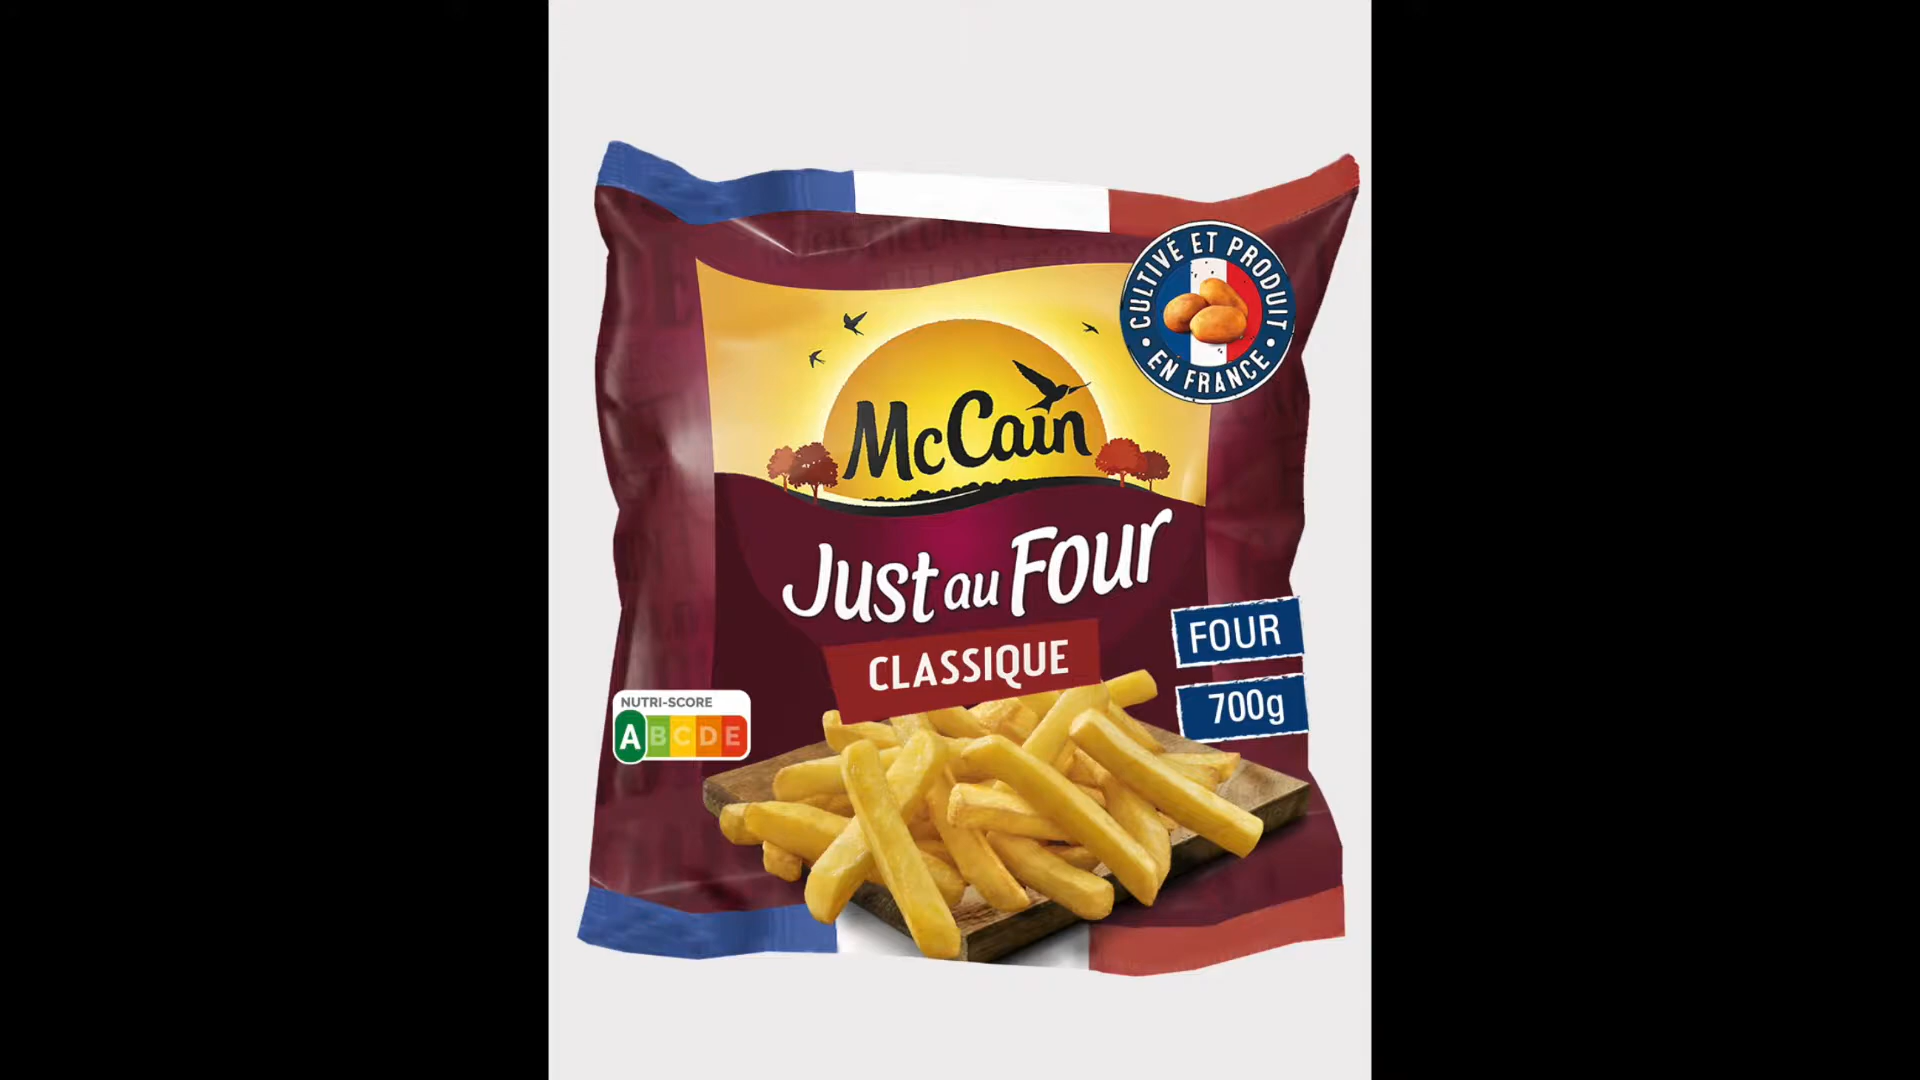 CULTIVÉ ET PRODUIT
EN FRANCE
McCain
Just au Four
CLASSIQUE
FOUR
700g
NUTRI-SCORE
A B C D E